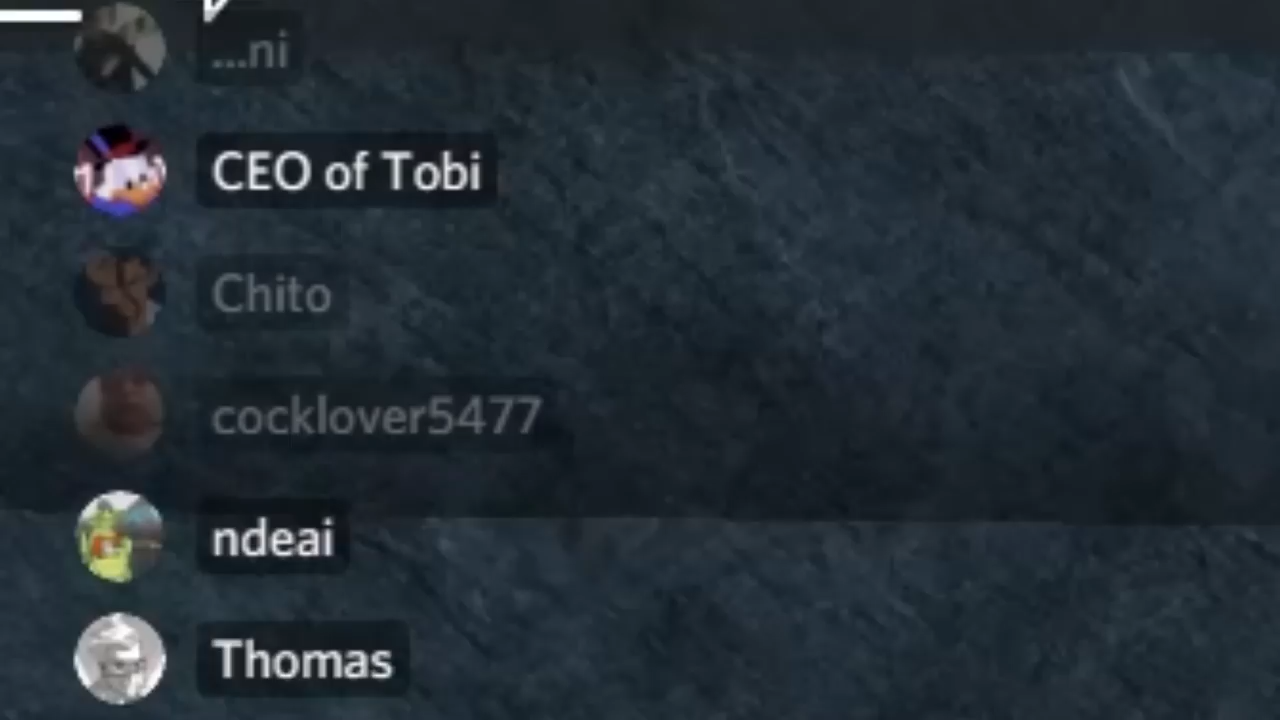 ...ni
CEO of Tobi
Chito
cocklover5477
ndeai
Thomas